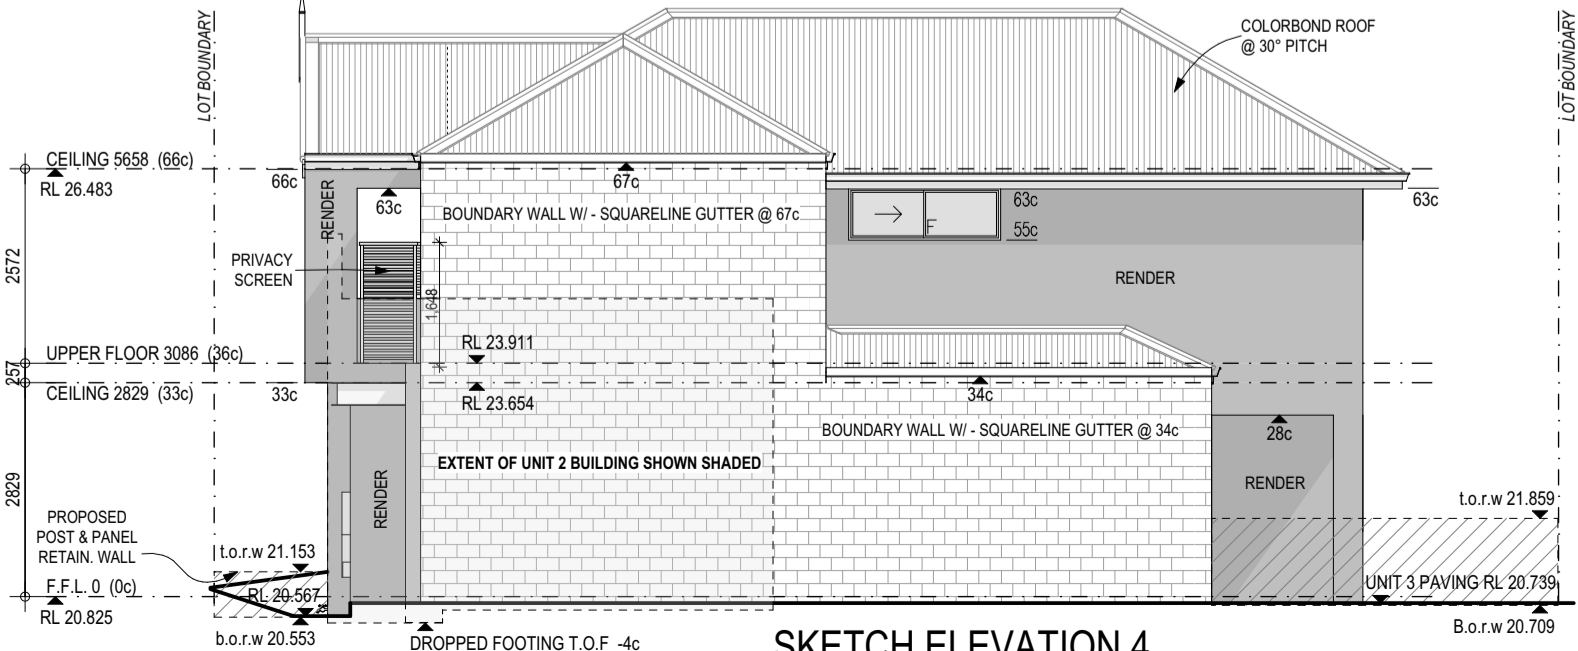 LOT BOUNDARY
COLORBOND ROOF
@ 30° PITCH
LOT BOUNDARY
CEILING 5658 (66c)
RL 26.483
66c
RENDER
63c
67c
BOUNDARY WALL W/ - SQUARELINE GUTTER @ 67c
63c
55c
63c
F
2572
PRIVACY
SCREEN
1,648
RENDER
UPPER FLOOR 3086 (36c)
RL 23.911
257
CEILING 2829 (33c)
33c
RL 23.654
34c
BOUNDARY WALL W/ - SQUARELINE GUTTER @ 34c
28c
EXTENT OF UNIT 2 BUILDING SHOWN SHADED
2829
RENDER
RENDER
PROPOSED
POST & PANEL
RETAIN. WALL
t.o.r.w 21.153
t.o.r.w 21.859
F.F.L. 0 (0c)
RL 20.825
RL 20.567
UNIT 3 PAVING RL 20.739
b.o.r.w 20.553
DROPPED FOOTING T.O.F -4c
B.o.r.w 20.709
SKETCH ELEVATION 4